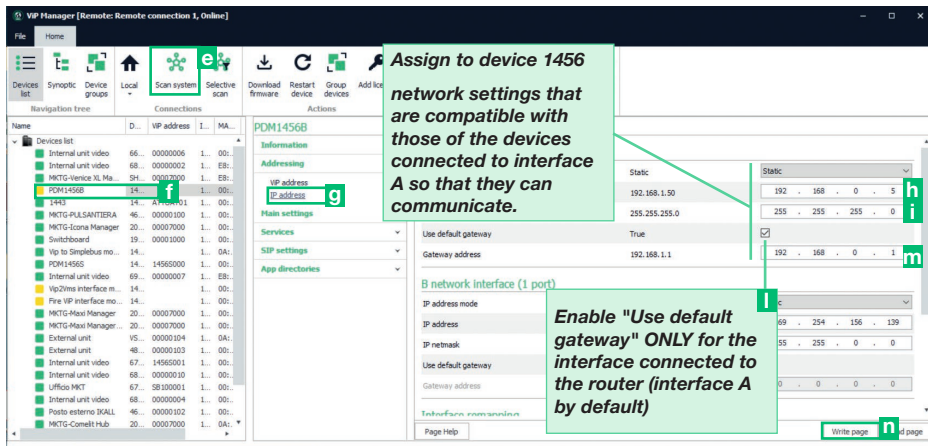 ViP Manager [Remote: Remote connection 1, Online]
File Home
Devices list
Synoptic
Device groups
Local
Scan system
e
Selective scan
Download firmware
Restart device
Group devices
Add lice
Navigation tree
Connections
Actions
Name D... ViP address I... MA...
Devices list
Internal unit video 66... 00000006 1... 00:..
Internal unit video 68... 00000002 1... E8:
MKTG-Venice XL Ma... SH... 00007000 1... E8:
PDM1456B 14... 1... 00:
f
1443 14... 1... 00:
MKTG-PULSANTIERA 46... 00000100 1... 00:
MKTG-Icona Manager 20... 00007000 1... 00:
Switchboard 19... 00001000 1... 00:
Vip to Simplebus mo... 14... 1... 0A:
PDM1456S 14... 1456S000 1... 00:
Internal unit video 69... 00000007 1... E8:
Vip2Vms interface m... 14... 1... 00:
Fire ViP interface mo... 14... 1... 00:
MKTG-Maxi Manager 20... 00007000 1... 00:
MKTG-Maxi Manager... 20... 00007000 1... 00:
External unit VS... 00000104 1... 0A:
External unit 48... 00000103 1... 00:
Internal unit video 67... 1456S001 1... 00:
Internal unit video 68... 00000010 1... 00:
Ufficio MKT 67... SB100001 1... 00:
Internal unit video 68... 00000004 1... 00:
Posto esterno IKALL 46... 00000102 1... 00:
MKTG-Comelit Hub 20... 00007000 1... 0A:
PDM1456B
Information
Addressing
ViP address
IP address
g
Main settings
Services
SIP settings
App directories
Assign to device 1456
network settings that
are compatible with
those of the devices
connected to interface
A so that they can
communicate.
Static Static
192.168.1.50 192 . 168 . 0 . 5
h
255.255.255.0 255 . 255 . 255 . 0
i
Use default gateway True
Gateway address 192.168.1.1 192 . 168 . 0 . 1
m
l
B network interface (1 port)
IP address mode
IP address 69 . 254 . 156 . 139
IP netmask 55 . 255 . 0 . 0
Use default gateway
Gateway address 0 . 0 . 0 . 0
Enable "Use default
gateway" ONLY for the
interface connected to
the router (interface A
by default)
Interface remapping
Page Help
Write page
n
d page